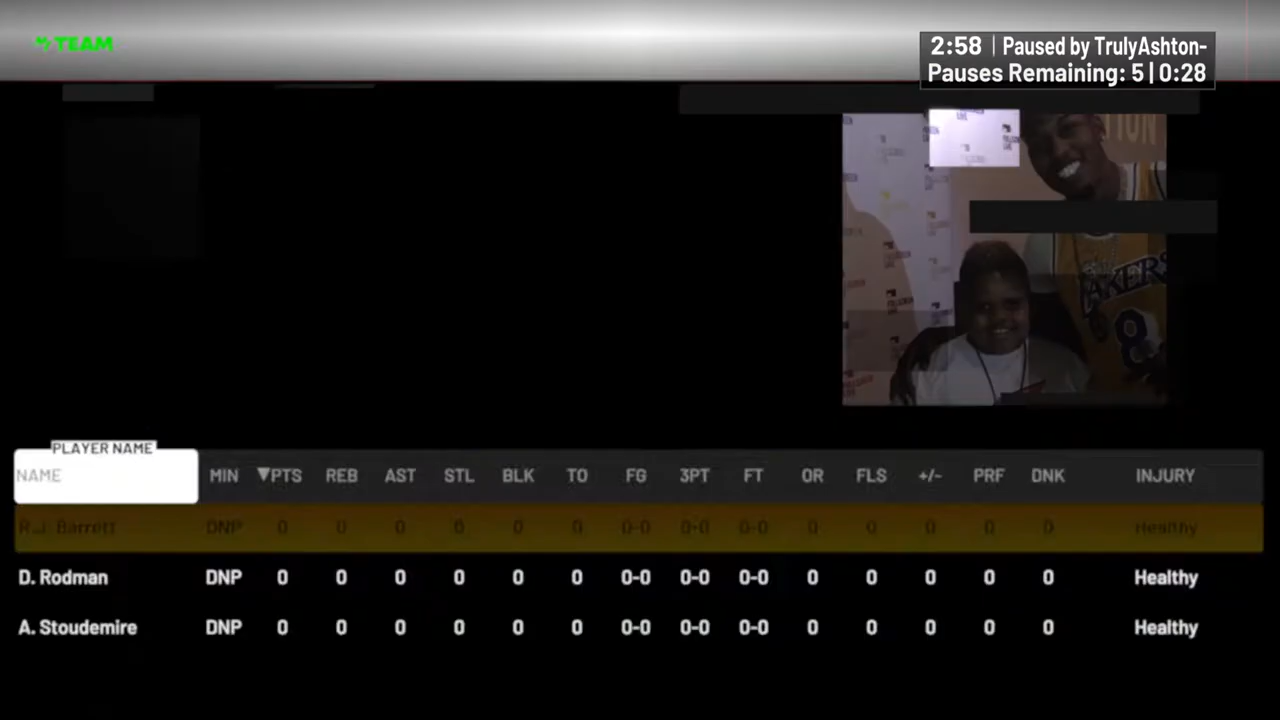 TEAM
2:58 | Paused by TrulyAshton-
Pauses Remaining: 5 | 0:28
AKERS
8
PLAYER NAME
NAME MIN ▼PTS REB AST STL BLK TO FG 3PT FT OR FLS +/- PRF DNK INJURY
R.J. Barrett DNP 0 0 0 0 0 0 0-0 0-0 0-0 0 0 0 0 0 Healthy
D. Rodman DNP 0 0 0 0 0 0 0-0 0-0 0-0 0 0 0 0 0 Healthy
A. Stoudemire DNP 0 0 0 0 0 0 0-0 0-0 0-0 0 0 0 0 0 Healthy